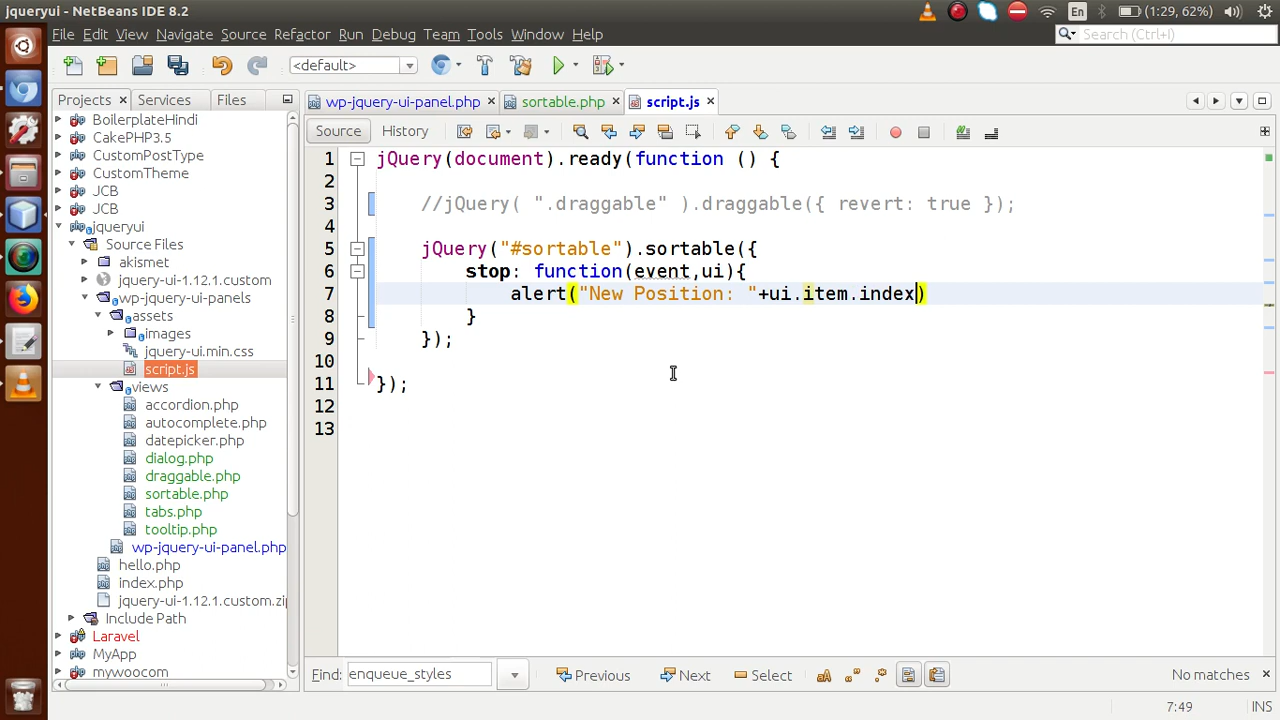 jqueryui - NetBeans IDE 8.2
En
(1:29, 62%)
File Edit View Navigate Source Refactor Run Debug Team Tools Window Help
Search (Ctrl+I)
<default>
Projects Services Files
wp-jquery-ui-panel.php sortable.php script.js
Source History
BoilerplateHindi
CakePHP3.5
CustomPostType
CustomTheme
JCB
JCB
jqueryui
Source Files
akismet
jquery-ui-1.12.1.custom
wp-jquery-ui-panels
assets
images
jquery-ui.min.css
script.js
views
accordion.php
autocomplete.php
datepicker.php
dialog.php
draggable.php
sortable.php
tabs.php
tooltip.php
wp-jquery-ui-panel.php
hello.php
index.php
jquery-ui-1.12.1.custom.zi
Include Path
Laravel
MyApp
mywoocom
1 jQuery(document).ready(function () {
2
3 //jQuery( ".draggable" ).draggable({ revert: true });
4
5 jQuery("#sortable").sortable({
6 stop: function(event,ui){
7 alert("New Position: "+ui.item.index)
8 }
9 });
10
11 });
12
13
Find: enqueue_styles Previous Next Select No matches
7:49 INS